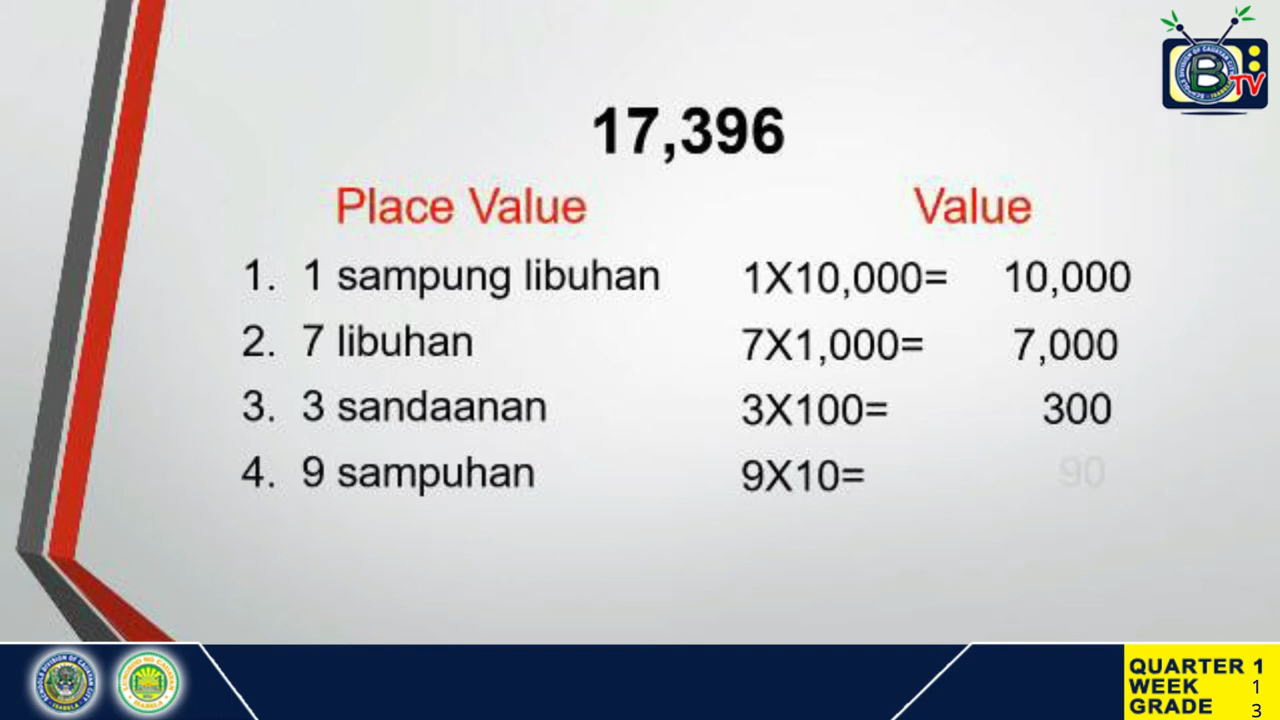 B
TV
17,396
Place Value Value
1. 1 sampung libuhan 1X10,000= 10,000
2. 7 libuhan 7X1,000= 7,000
3. 3 sandaanan 3X100= 300
4. 9 sampuhan 9X10= 90
QUARTER 1
WEEK 1
GRADE 3